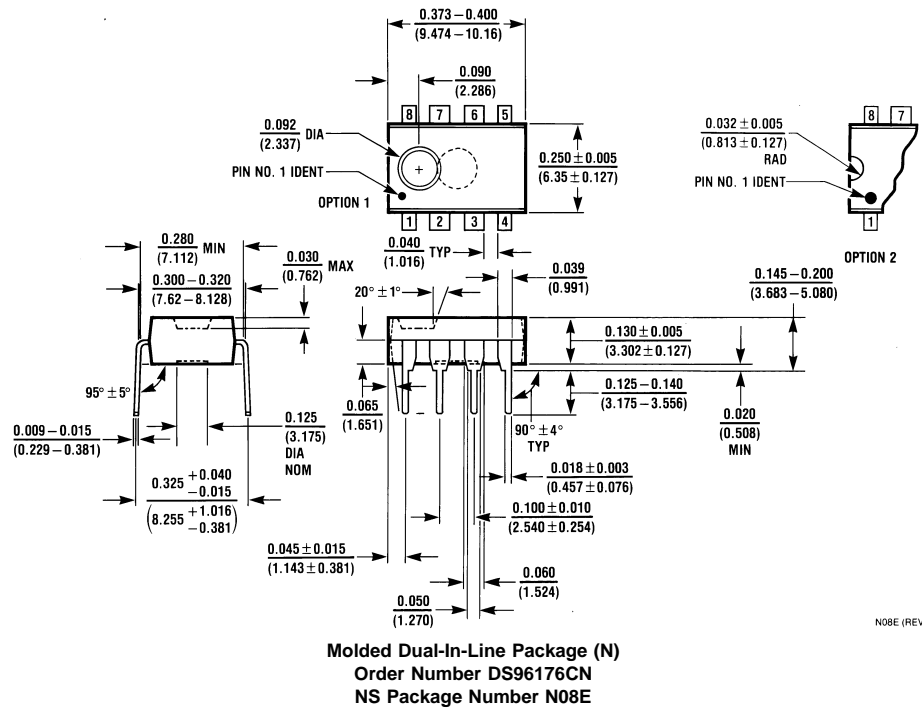 0.373 – 0.400
(9.474 – 10.16)
0.090
(2.286)
8 7 6 5
0.092 DIA
(2.337)
PIN NO. 1 IDENT
OPTION 1
0.250 ± 0.005
(6.35 ± 0.127)
1 2 3 4
8 7
0.032 ± 0.005
(0.813 ± 0.127)
RAD
PIN NO. 1 IDENT
1
OPTION 2
0.280 MIN
(7.112)
0.300 – 0.320
(7.62 – 8.128)
0.030 MAX
(0.762)
0.040 TYP
(1.016)
0.039
(0.991)
0.145 – 0.200
(3.683 – 5.080)
20° ± 1°
0.130 ± 0.005
(3.302 ± 0.127)
95° ± 5°
0.065
(1.651)
0.125 – 0.140
(3.175 – 3.556)
0.020
(0.508)
MIN
0.009 – 0.015
(0.229 – 0.381)
0.125
(3.175)
DIA
NOM
90° ± 4°
TYP
0.018 ± 0.003
(0.457 ± 0.076)
0.325 +0.040
−0.015
(8.255 +1.016
−0.381)
0.100 ± 0.010
(2.540 ± 0.254)
0.045 ± 0.015
(1.143 ± 0.381)
0.060
(1.524)
0.050
(1.270)
N08E (REV
Molded Dual-In-Line Package (N)
Order Number DS96176CN
NS Package Number N08E